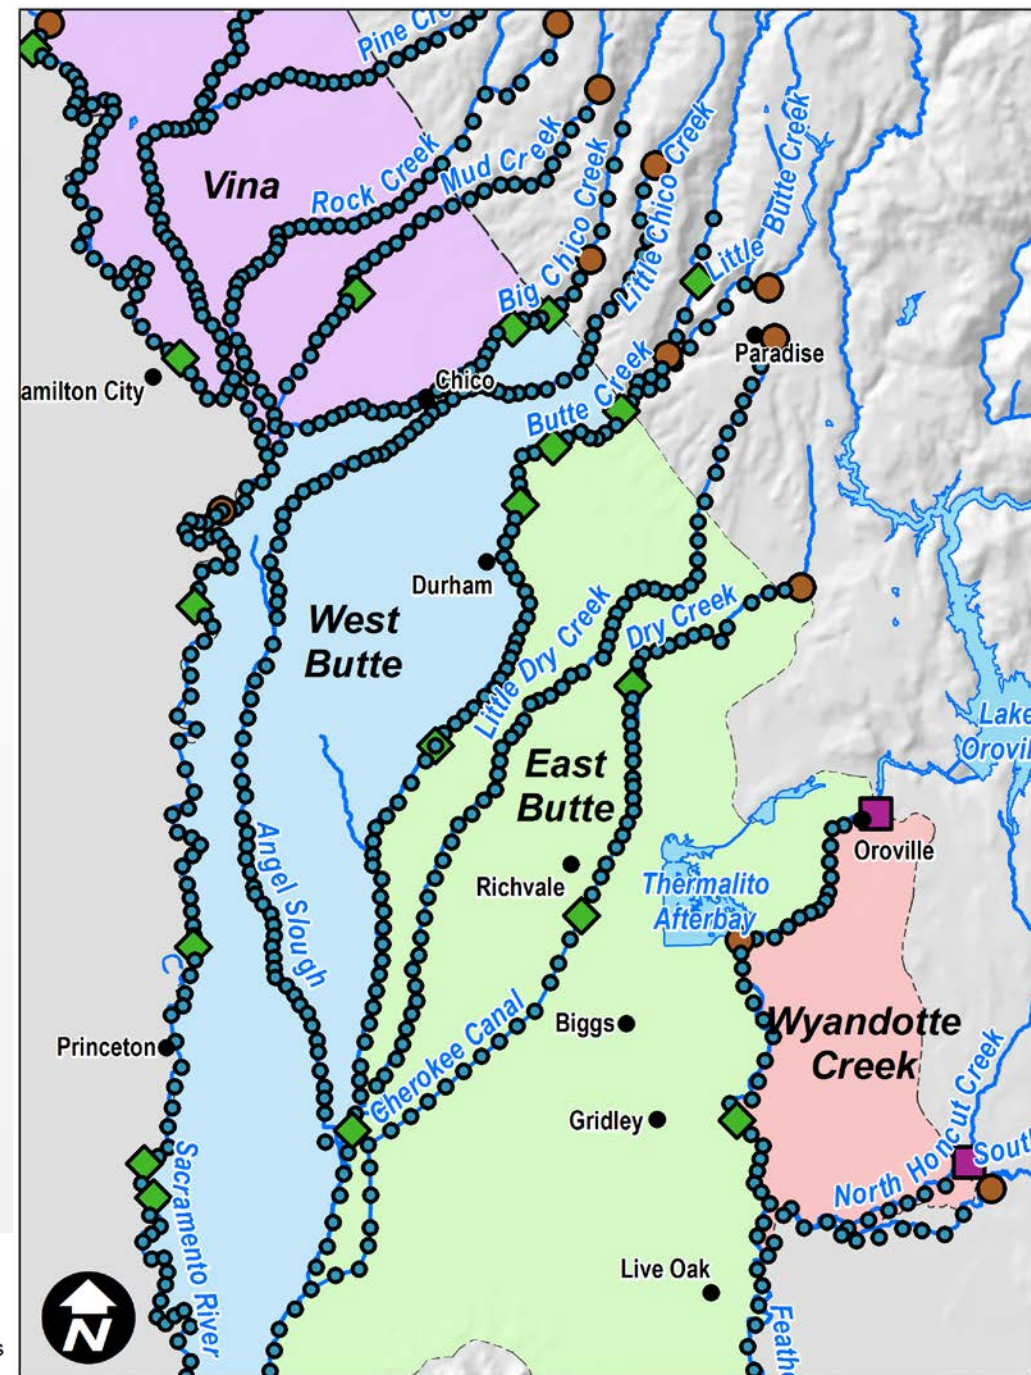 Pine Cre
Vina
Rock Creek
Mud Creek
Big Chico Creek
Little Chico Creek
Little Butte Creek
Paradise
amilton City
Chico
Butte Creek
Durham
West
Butte
Little Dry Creek
Dry Creek
Lake
Orovil
East
Butte
Oroville
Angel Slough
Richvale
Thermalito
Afterbay
C
Princeton
Biggs
Wyandotte
Creek
Cherokee Canal
Gridley
North Honcut Creek
South
Sacramento River
Live Oak
Feath
N
s